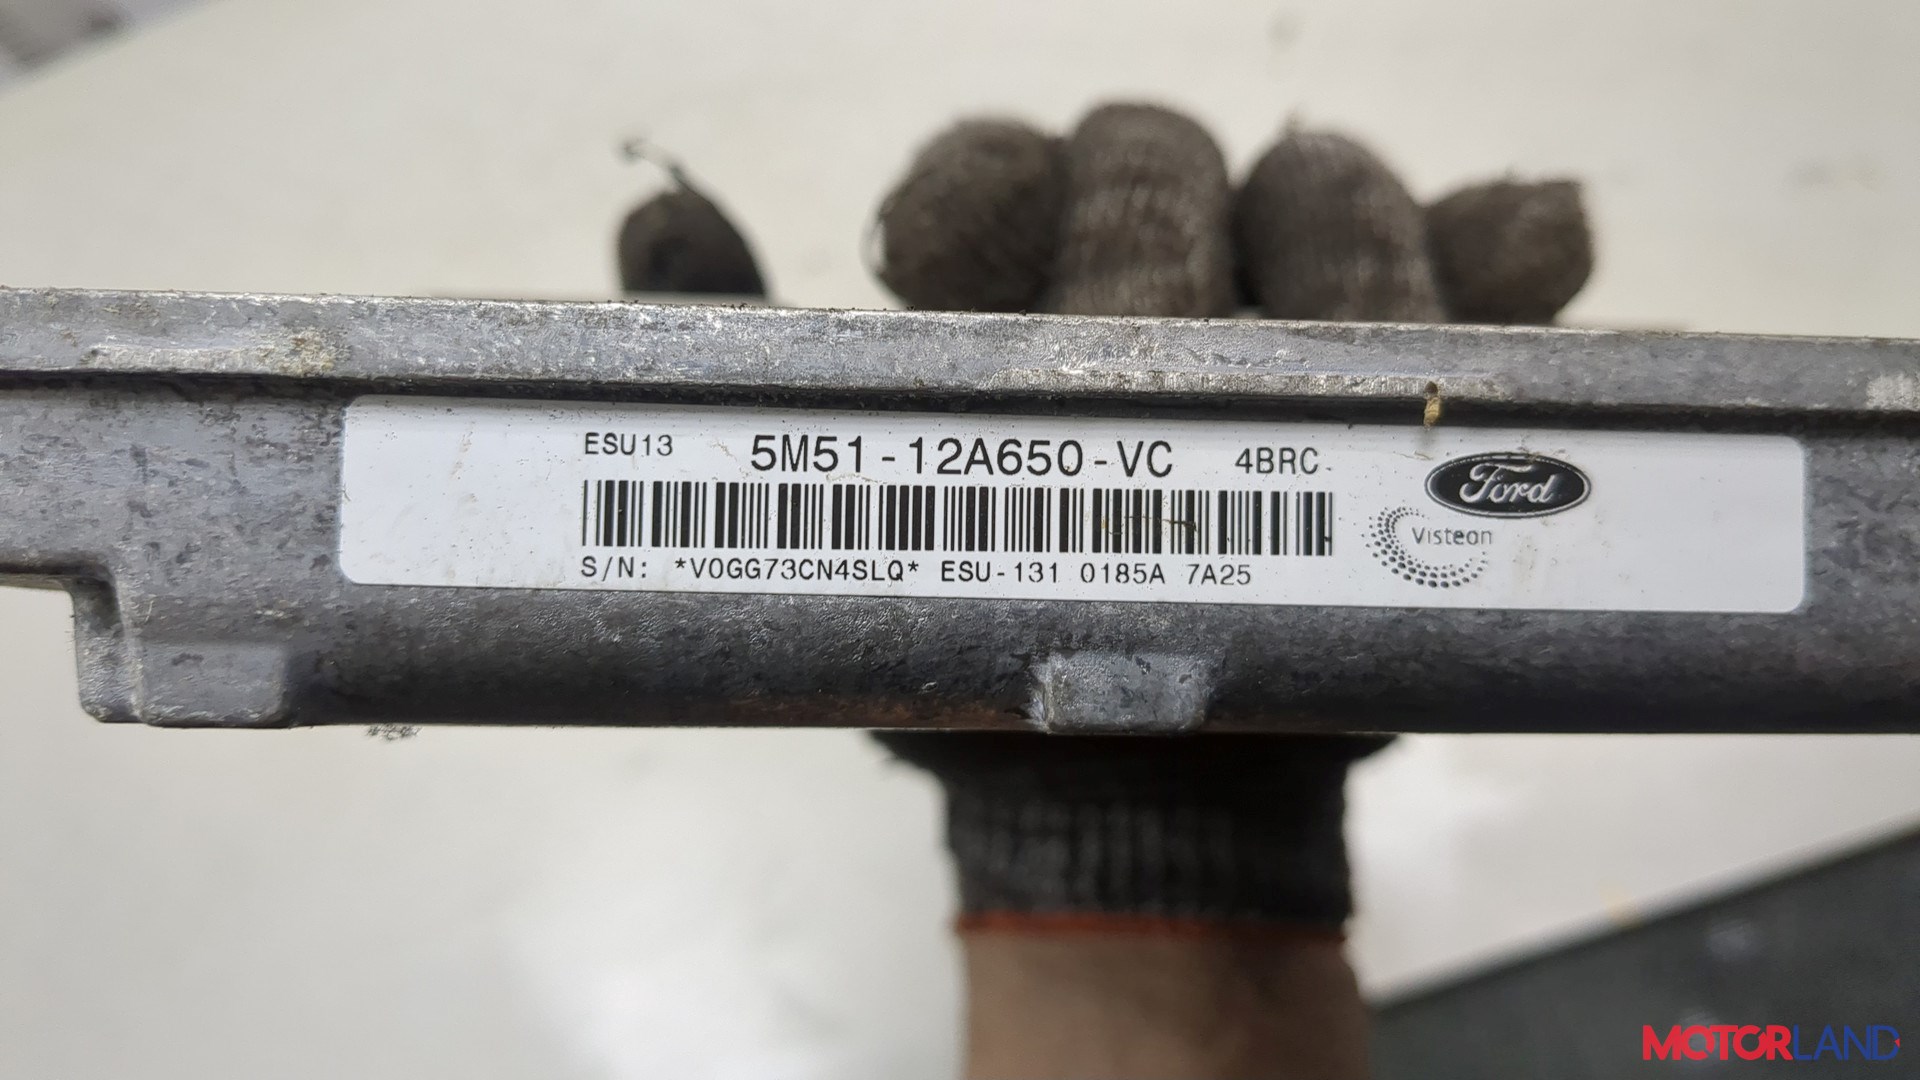 ESU13 5M51-12A650-VC 4BRC
Ford
Visteon
S/N: *V0GG73CN4SLQ* ESU-131 0185A 7A25
MOTORLAND